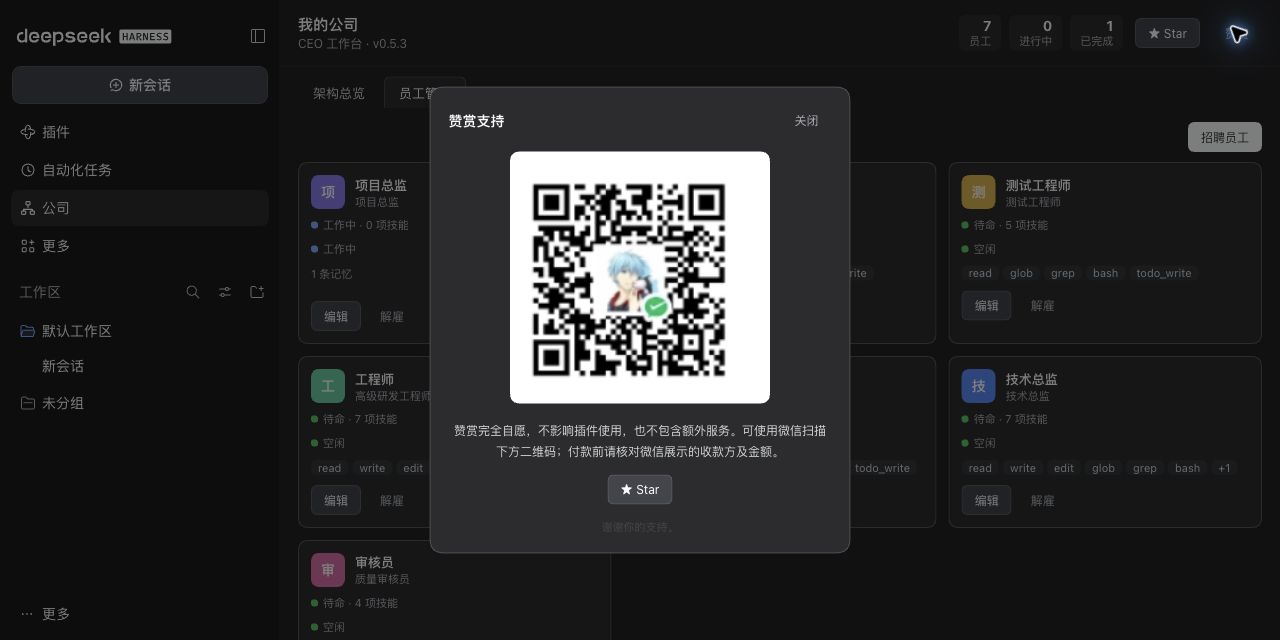 deepseek HARNESS
新会话
插件
自动化任务
公司
更多
工作区
默认工作区
新会话
未分组
更多
我的公司
CEO 工作台 · v0.5.3
7
员工
0
进行中
1
已完成
★ Star
架构总览
员工管
招聘员工
项
项目总监
项目总监
工作中 · 0 项技能
工作中
1 条记忆
编辑
解雇
测
测试工程师
测试工程师
待命 · 5 项技能
空闲
read
glob
grep
bash
todo_write
编辑
解雇
工
工程师
高级研发工程师
待命 · 7 项技能
空闲
read
write
edit
编辑
解雇
todo_write
技
技术总监
技术总监
待命 · 7 项技能
空闲
read
write
edit
glob
grep
bash
+1
编辑
解雇
审
审核员
质量审核员
待命 · 4 项技能
空闲
赞赏支持
关闭
赞赏完全自愿，不影响插件使用，也不包含额外服务。可使用微信扫描
下方二维码；付款前请核对微信展示的收款方及金额。
★ Star
谢谢你的支持。